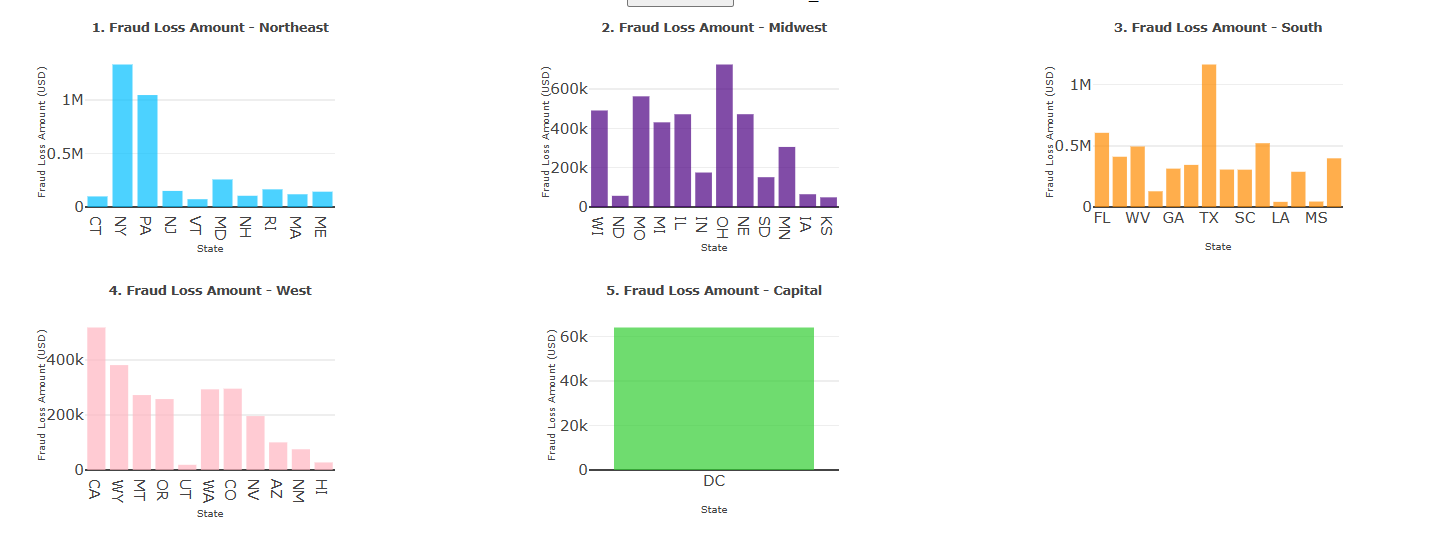 1. Fraud Loss Amount - Northeast
Fraud Loss Amount (USD)
1M
0.5M
0
CT NY PA NJ VT MD NH RI MA ME
State
2. Fraud Loss Amount - Midwest
Fraud Loss Amount (USD)
600k
400k
200k
0
WI ND MO MI IL IN OH NE SD MN IA KS
State
3. Fraud Loss Amount - South
Fraud Loss Amount (USD)
1M
0.5M
0
FL WV GA TX SC LA MS
State
4. Fraud Loss Amount - West
Fraud Loss Amount (USD)
400k
200k
0
CA WY MT OR UT WA CO NV AZ NM HI
State
5. Fraud Loss Amount - Capital
Fraud Loss Amount (USD)
60k
40k
20k
0
DC
State